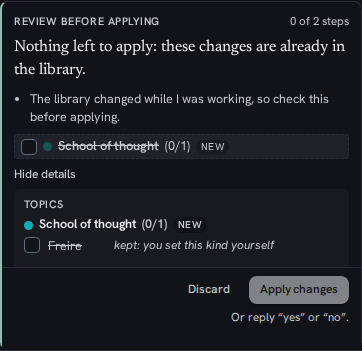 REVIEW BEFORE APPLYING 0 of 2 steps
Nothing left to apply: these changes are already in
the library.
• The library changed while I was working, so check this
before applying.
School of thought (0/1) NEW
Hide details
TOPICS
School of thought (0/1) NEW
Freire kept: you set this kind yourself
Discard Apply changes
Or reply “yes” or “no”.